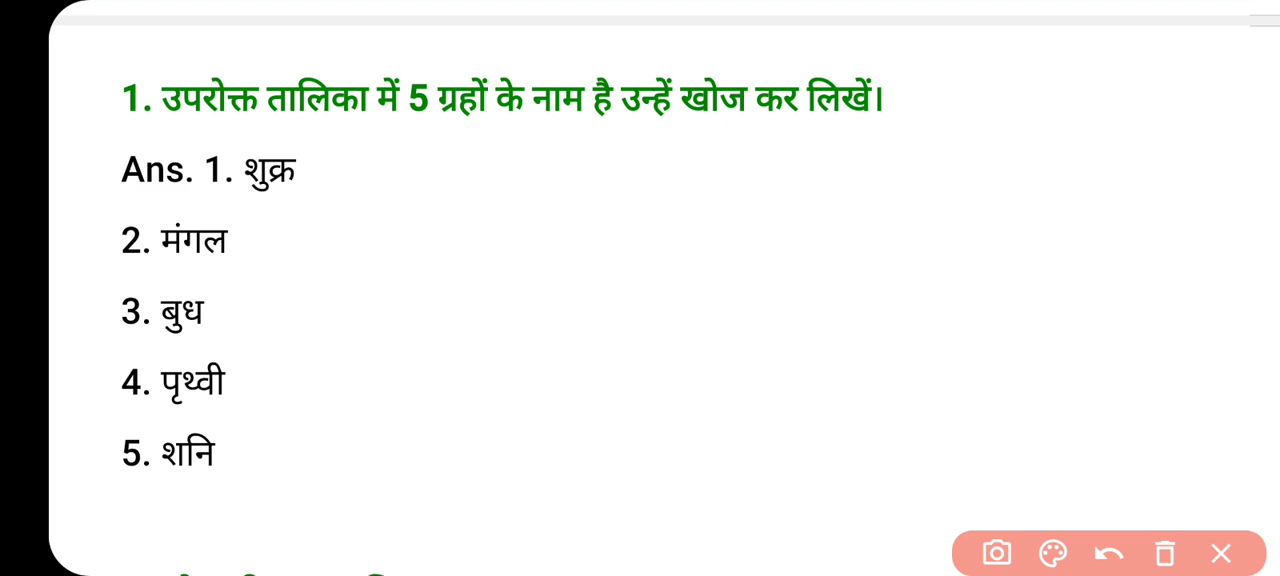 1. उपरोक्त तालिका में 5 ग्रहों के नाम है उन्हें खोज कर लिखें।
Ans. 1. शुक्र
2. मंगल
3. बुध
4. पृथ्वी
5. शनि